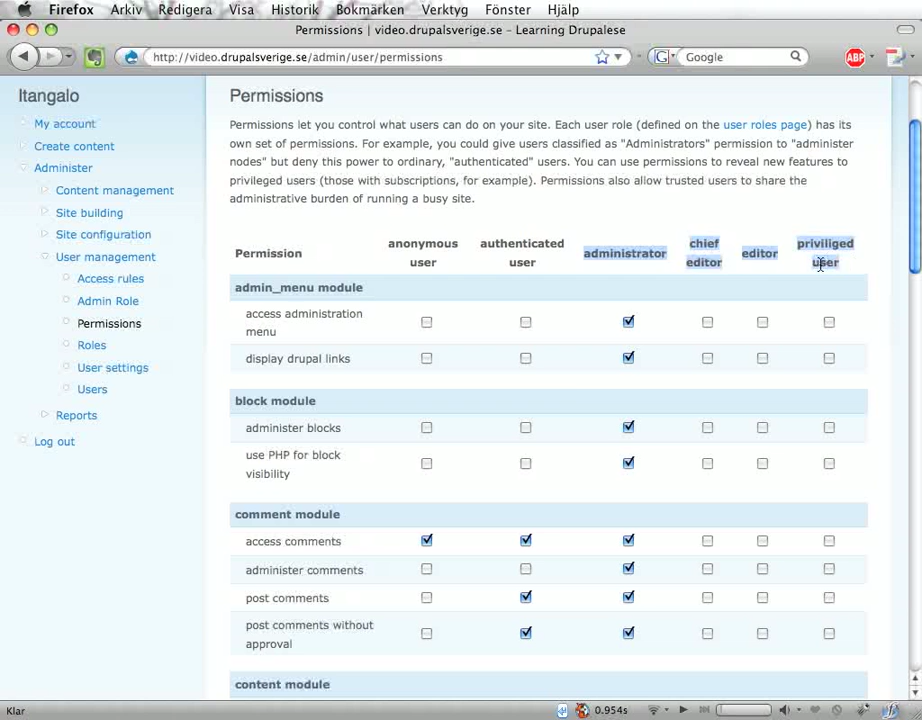 Firefox Arkiv Redigera Visa Historik Bokmärken Verktyg Fönster Hjälp
Permissions | video.drupalsverige.se – Learning Drupalese
http://video.drupalsverige.se/admin/user/permissions
G
Google
ABP
Itangalo
My account
Create content
Administer
Content management
Site building
Site configuration
User management
Access rules
Admin Role
Permissions
Roles
User settings
Users
Reports
Log out
Permissions
Permissions let you control what users can do on your site. Each user role (defined on the user roles page) has its
own set of permissions. For example, you could give users classified as "Administrators" permission to "administer
nodes" but deny this power to ordinary, "authenticated" users. You can use permissions to reveal new features to
privileged users (those with subscriptions, for example). Permissions also allow trusted users to share the
administrative burden of running a busy site.
Permission
anonymous
user
authenticated
user
administrator
chief
editor
editor
priviliged
user
admin_menu module
access administration
menu
display drupal links
block module
administer blocks
use PHP for block
visibility
comment module
access comments
administer comments
post comments
post comments without
approval
content module
Klar
0.954s